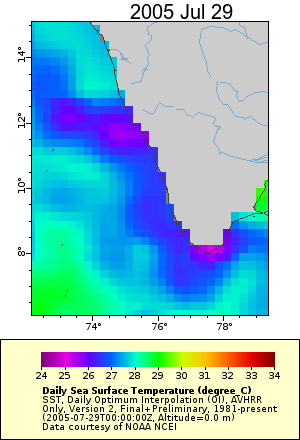 2005 Jul 29
14°
12°
10°
8°
74°
76°
78°
24 25 26 27 28 29 30 31 32 33 34
Daily Sea Surface Temperature (degree_C)
SST, Daily Optimum Interpolation (OI), AVHRR
Only, Version 2, Final+Preliminary, 1981-present
(2005-07-29T00:00:00Z, Altitude=0.0 m)
Data courtesy of NOAA NCEI